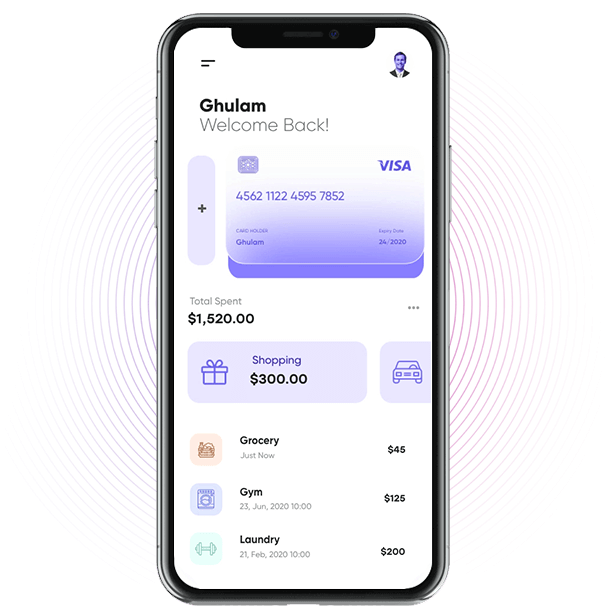 Ghulam
Welcome Back!
VISA
+
4562 1122 4595 7852
CARD HOLDER Expiry Date
Ghulam 24/2020
Total Spent
$1,520.00
Shopping
$300.00
Grocery
Just Now
$45
Gym
23, Jun, 2020 10:00
$125
Laundry
21, Feb, 2020 10:00
$200